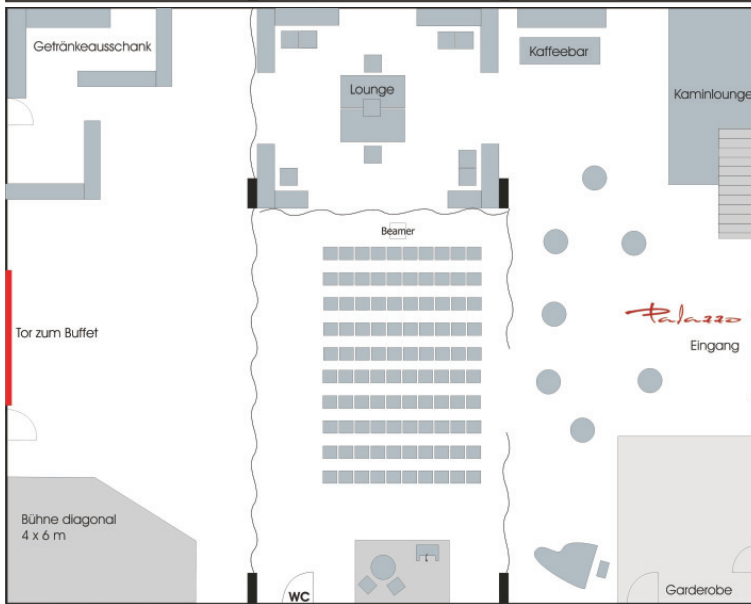 Getränkeausschank
Lounge
Kaffeebar
Kaminlounge
Beamer
Tor zum Buffet
Palazzo
Eingang
Bühne diagonal
4 x 6 m
WC
Garderobe